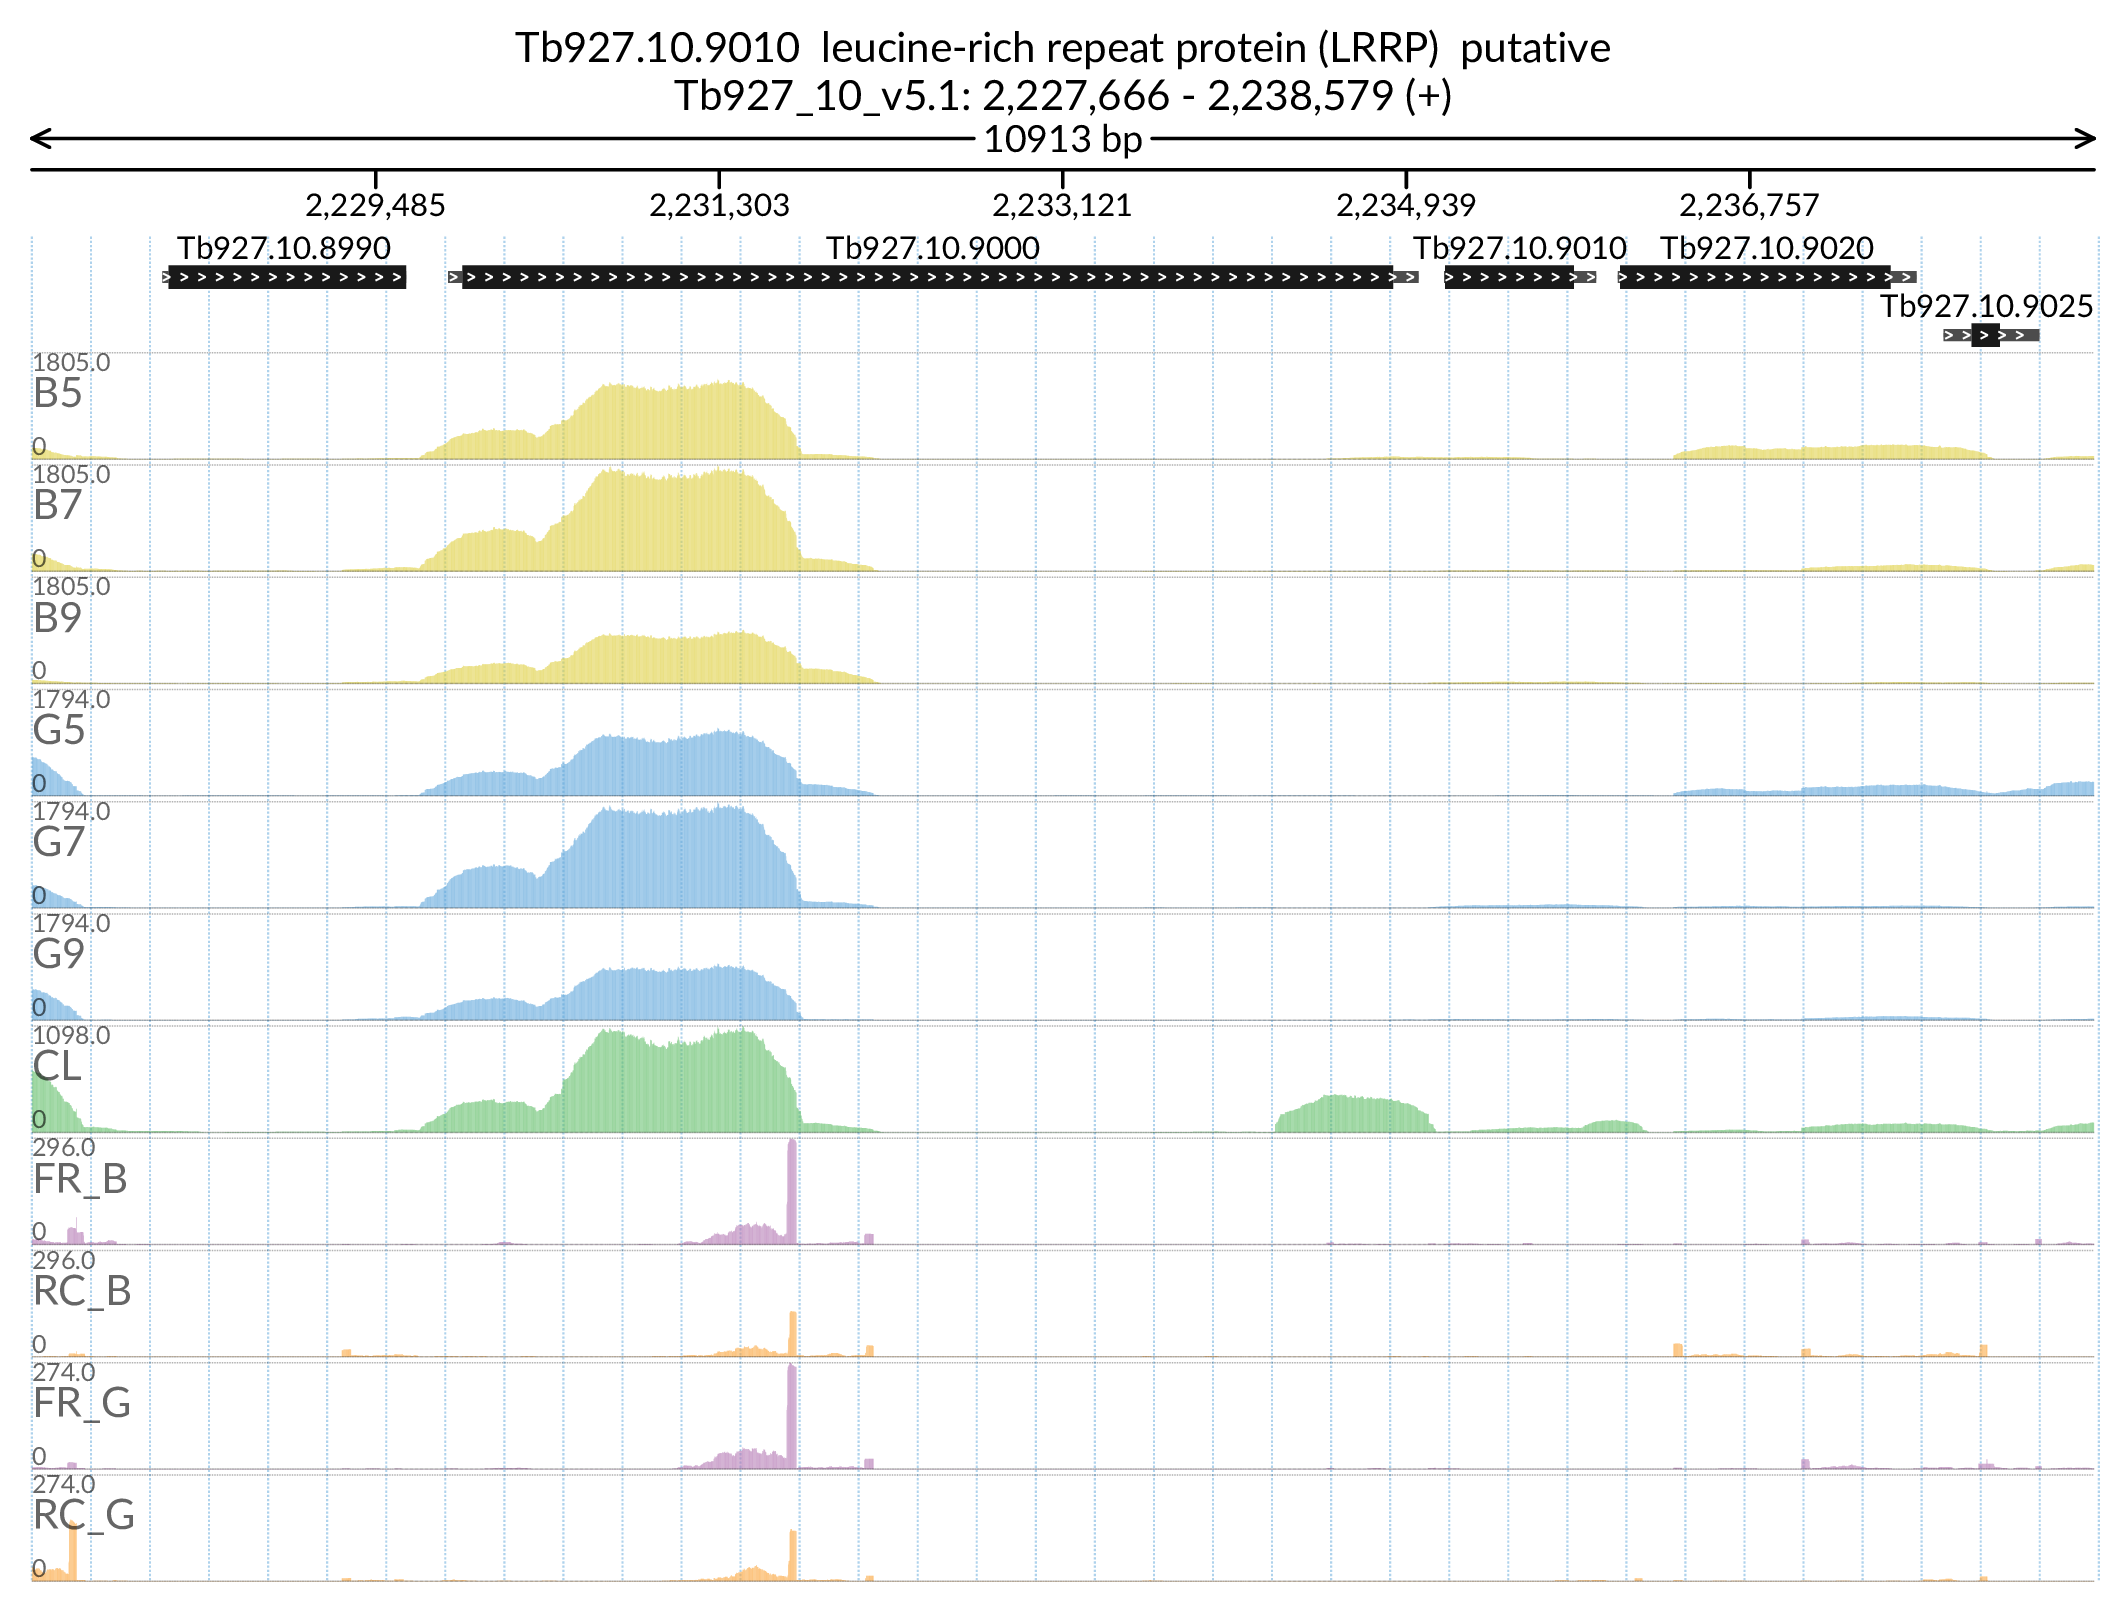 Tb927.10.9010 leucine-rich repeat protein (LRRP) putative
Tb927_10_v5.1: 2,227,666 - 2,238,579 (+)
10913 bp
2,229,485 2,231,303 2,233,121 2,234,939 2,236,757
Tb927.10.8990 Tb927.10.9000 Tb927.10.9010 Tb927.10.9020
Tb927.10.9025
1805.0
B5
0
1805.0
B7
0
1805.0
B9
0
1794.0
G5
0
1794.0
G7
0
1794.0
G9
0
1098.0
CL
0
296.0
FR_B
0
296.0
RC_B
0
274.0
FR_G
0
274.0
RC_G
0